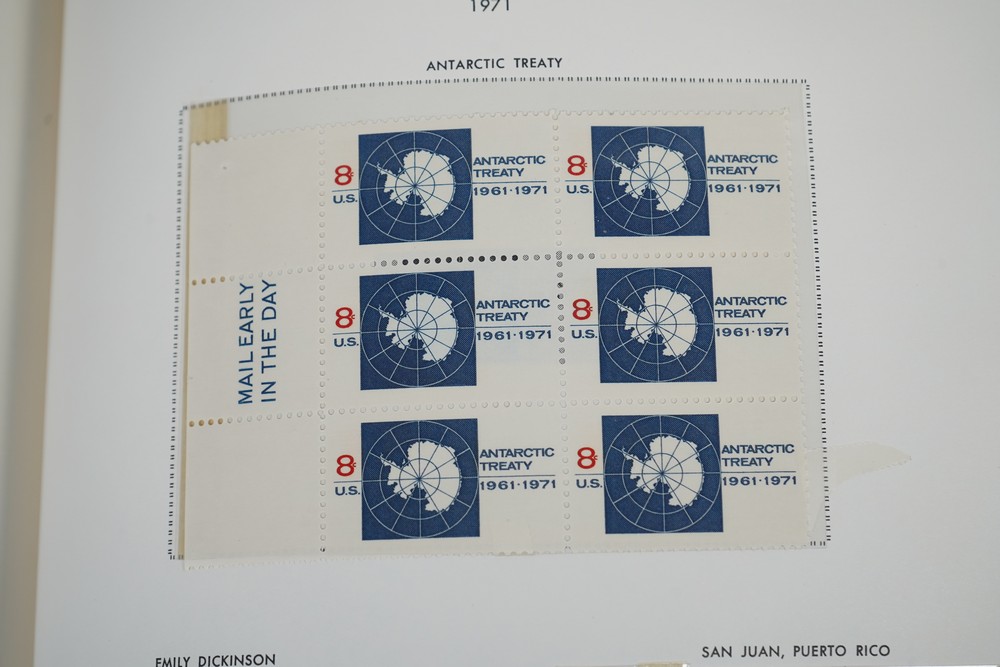 1971
ANTARCTIC TREATY
8¢
U.S.
ANTARCTIC
TREATY
1961·1971
8¢
U.S.
ANTARCTIC
TREATY
1961·1971
MAIL EARLY
IN THE DAY
8¢
U.S.
ANTARCTIC
TREATY
1961·1971
8¢
U.S.
ANTARCTIC
TREATY
1961·1971
8¢
U.S.
ANTARCTIC
TREATY
1961·1971
8¢
U.S.
ANTARCTIC
TREATY
1961·1971
EMILY DICKINSON
SAN JUAN, PUERTO RICO